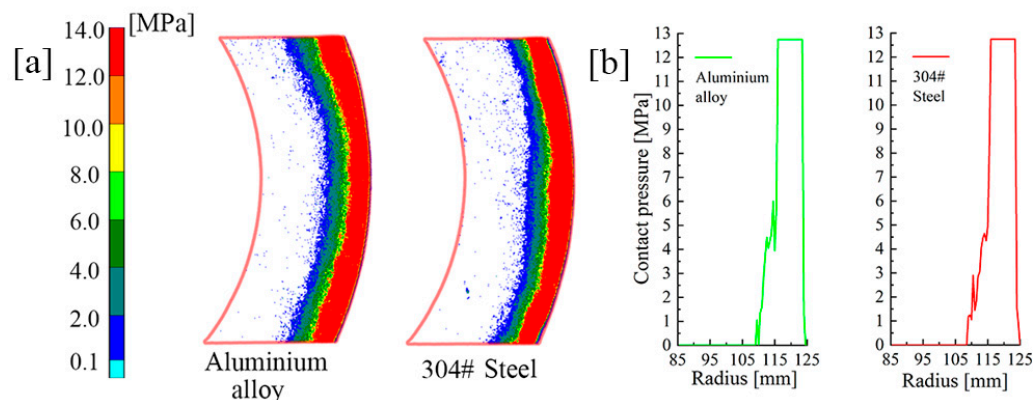 [a]
[MPa]
14.0
12.0
10.0
8.0
6.0
4.0
2.0
0.1
Aluminium
alloy
304# Steel
[b]
Contact pressure [MPa]
13
12
11
10
9
8
7
6
5
4
3
2
1
0
Aluminium
alloy
85 95 105 115 125
Radius [mm]
13
12
11
10
9
8
7
6
5
4
3
2
1
0
304#
Steel
85 95 105 115 125
Radius [mm]